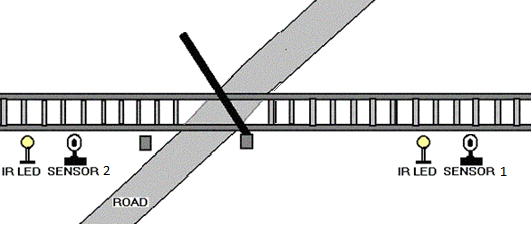 IR LED SENSOR 2
IR LED SENSOR 1
ROAD